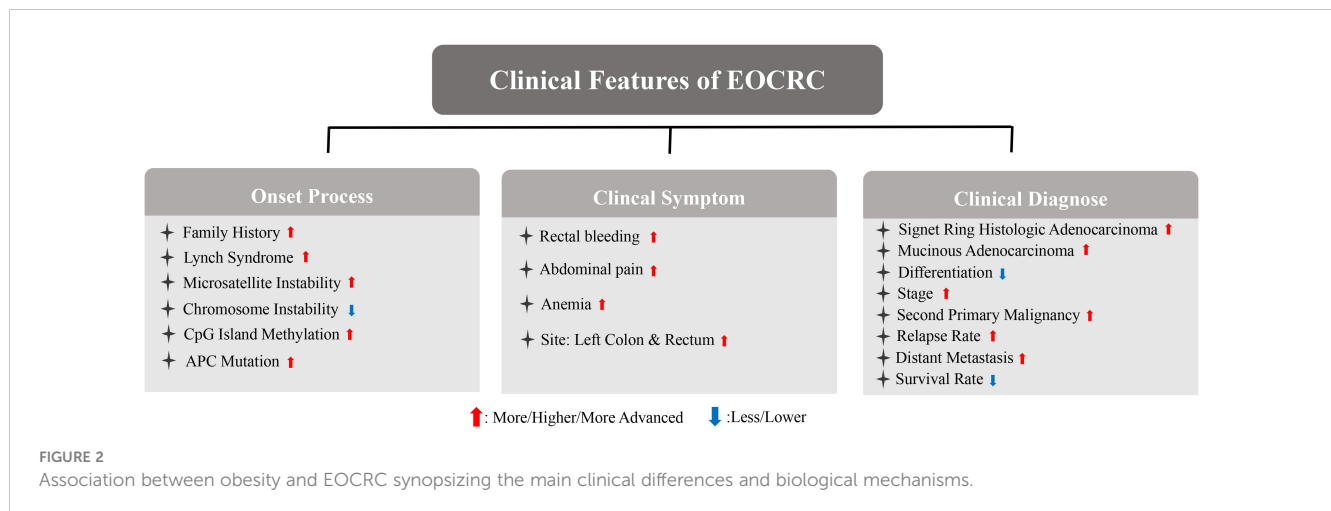 Clinical Features of EOCRC
Onset Process
Family History
Lynch Syndrome
Microsatellite Instability
Chromosome Instability
CpG Island Methylation
APC Mutation
Clincal Symptom
Rectal bleeding
Abdominal pain
Anemia
Site: Left Colon & Rectum
Clinical Diagnose
Signet Ring Histologic Adenocarcinoma
Mucinous Adenocarcinoma
Differentiation
Stage
Second Primary Malignancy
Relapse Rate
Distant Metastasis
Survival Rate
: More/Higher/More Advanced
:Less/Lower
FIGURE 2
Association between obesity and EOCRC synopsizing the main clinical differences and biological mechanisms.